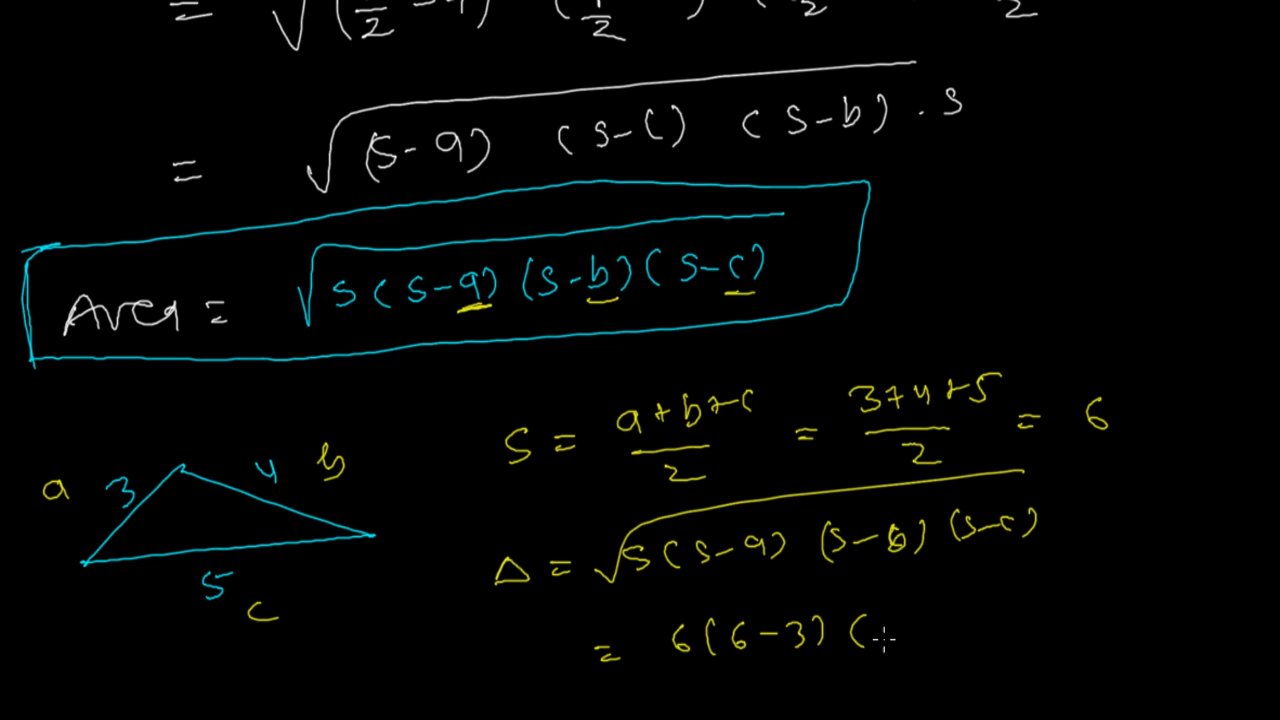 = √(s-a) (s-c) (s-b) . s
Area = √s(s-a)(s-b)(s-c)
S = a+b+c/2 = 3+4+5/2 = 6
a 3 4 b
Δ = √s(s-a) (s-b) (s-c)
5
c
= 6(6-3) (